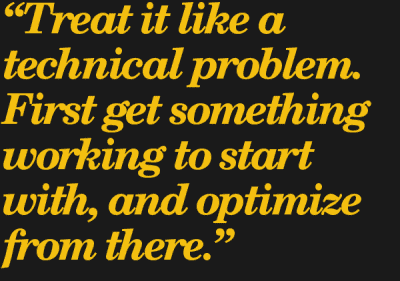 “Treat it like a
technical problem.
First get something
working to start
with, and optimize
from there.”